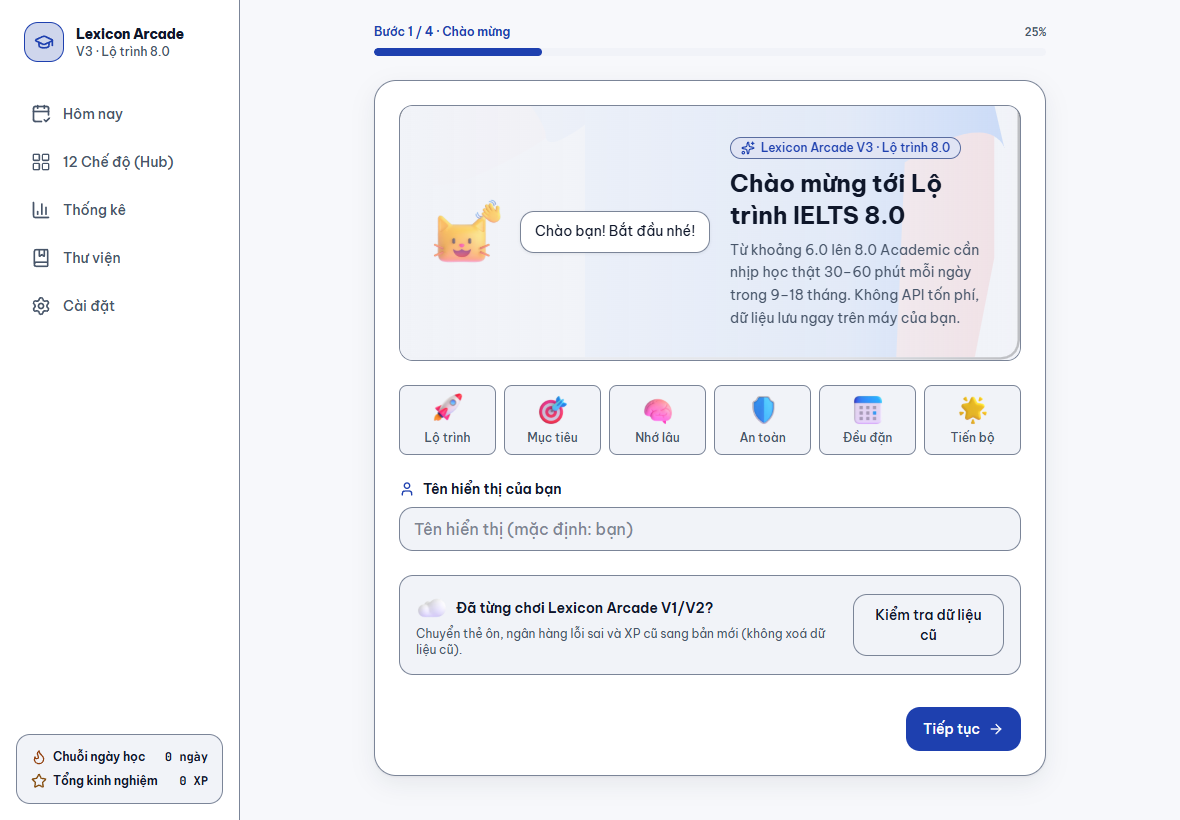 Lexicon Arcade
V3 · Lộ trình 8.0
Hôm nay
12 Chế độ (Hub)
Thống kê
Thư viện
Cài đặt
Chuỗi ngày học 0 ngày
Tổng kinh nghiệm 0 XP
Bước 1 / 4 · Chào mừng 25%
Chào bạn! Bắt đầu nhé!
Lexicon Arcade V3 · Lộ trình 8.0
Chào mừng tới Lộ
trình IELTS 8.0
Từ khoảng 6.0 lên 8.0 Academic cần
nhịp học thật 30–60 phút mỗi ngày
trong 9–18 tháng. Không API tốn phí,
dữ liệu lưu ngay trên máy của bạn.
Lộ trình
Mục tiêu
Nhớ lâu
An toàn
Đều đặn
Tiến bộ
Tên hiển thị của bạn
Tên hiển thị (mặc định: bạn)
Đã từng chơi Lexicon Arcade V1/V2?
Chuyển thẻ ôn, ngân hàng lỗi sai và XP cũ sang bản mới (không xoá dữ
liệu cũ).
Kiểm tra dữ liệu
cũ
Tiếp tục